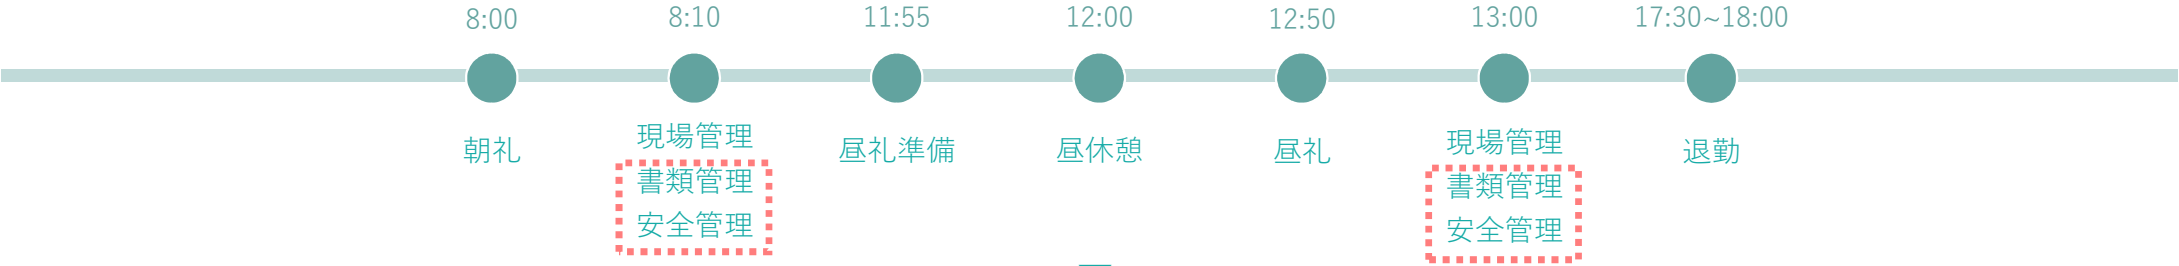 8:00
8:10
11:55
12:00
12:50
13:00
17:30~18:00
朝礼
現場管理
書類管理
安全管理
昼礼準備
昼休憩
昼礼
現場管理
書類管理
安全管理
退勤